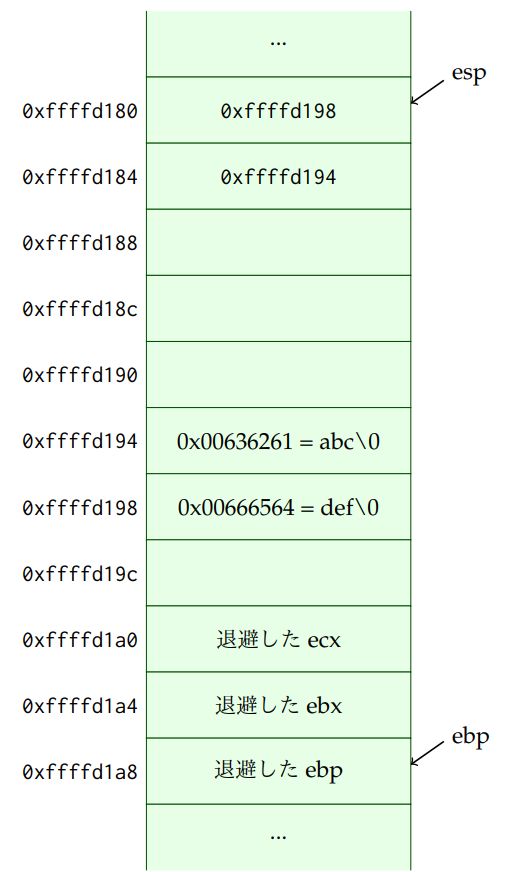 ...
esp
0xffffd180 0xffffd198
0xffffd184 0xffffd194
0xffffd188
0xffffd18c
0xffffd190
0xffffd194 0x00636261 = abc\0
0xffffd198 0x00666564 = def\0
0xffffd19c
0xffffd1a0 退避した ecx
0xffffd1a4 退避した ebx
ebp
0xffffd1a8 退避した ebp
...